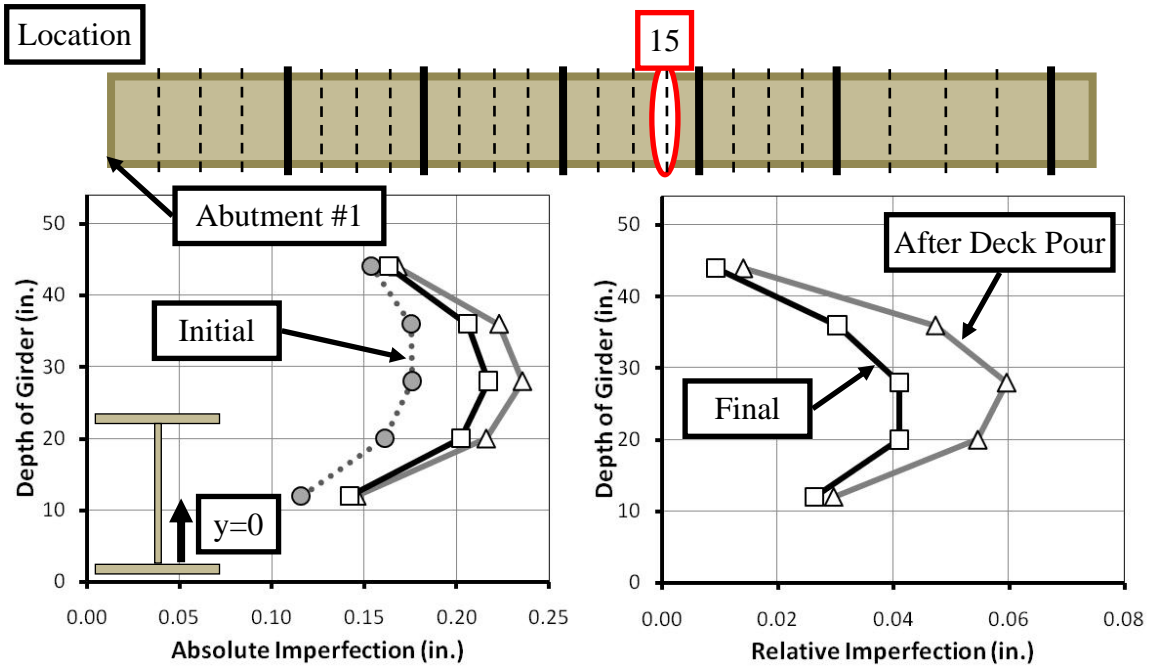 Location
15
Abutment #1
Initial
y=0
Depth of Girder (in.)
50
40
30
20
10
0
0.00 0.05 0.10 0.15 0.20 0.25
Absolute Imperfection (in.)
After Deck Pour
Final
Depth of Girder (in.)
50
40
30
20
10
0
0.00 0.02 0.04 0.06 0.08
Relative Imperfection (in.)